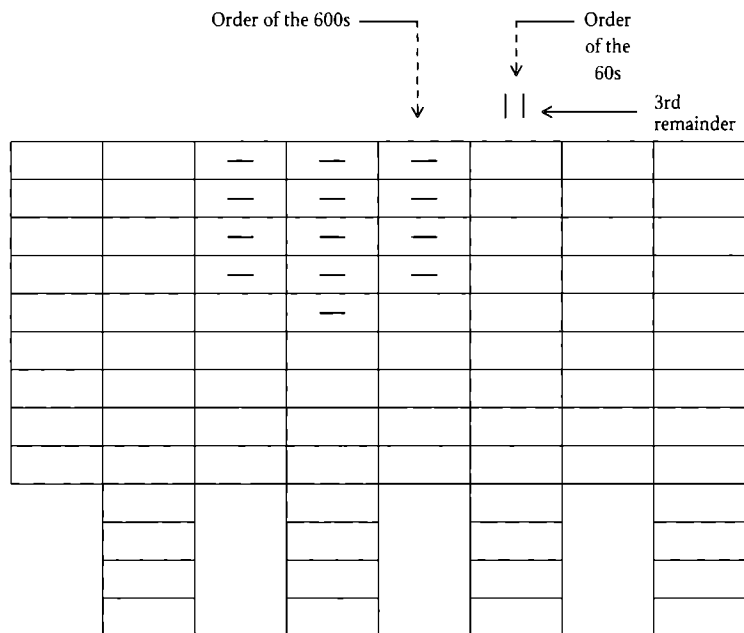 Order of the 600s
Order
of the
60s
3rd
remainder